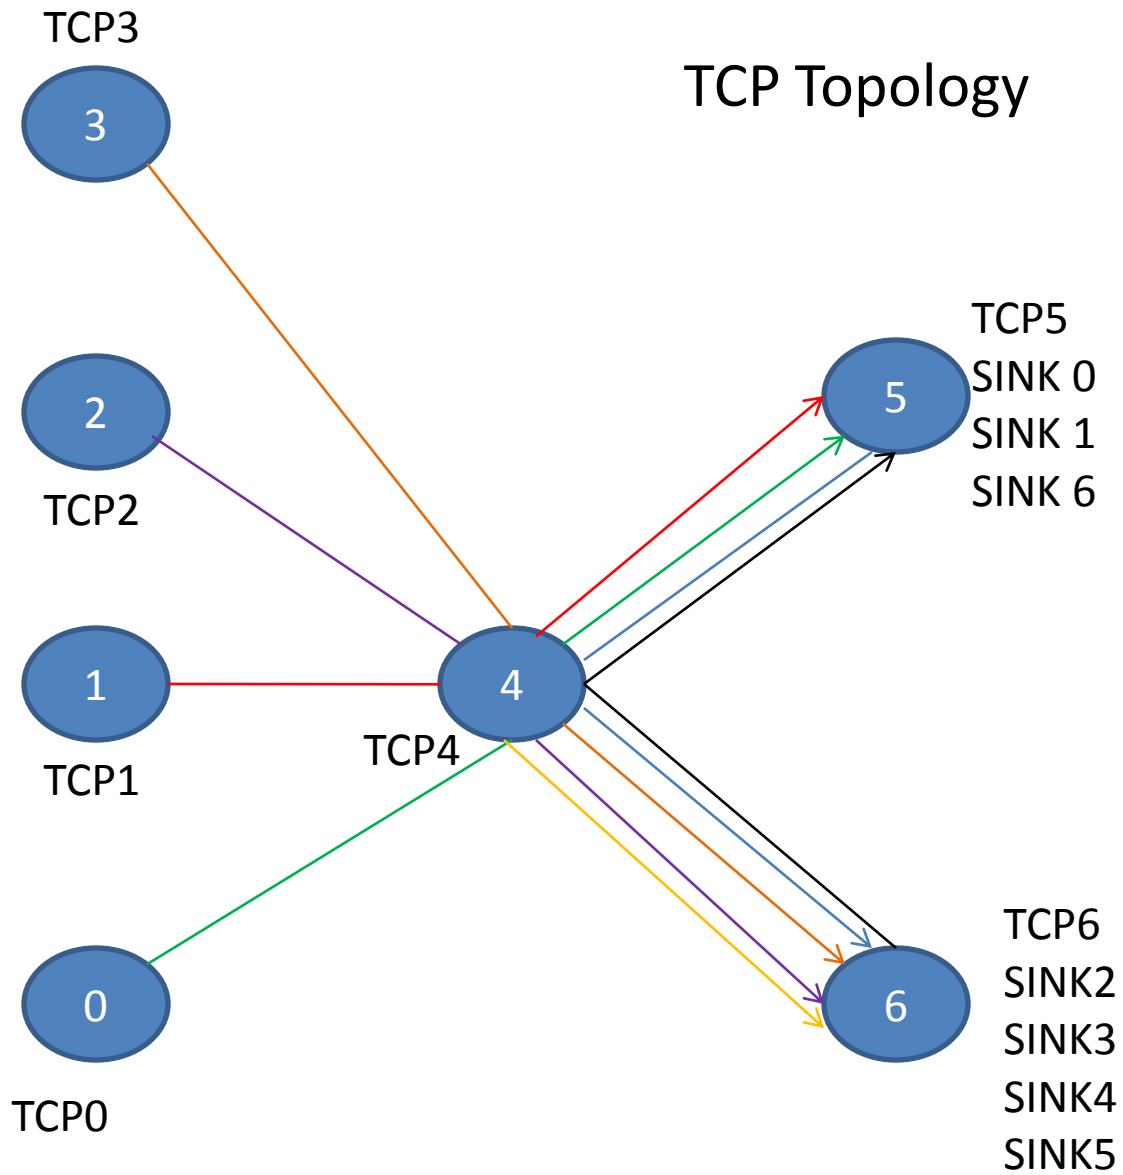 TCP3
TCP Topology
3
TCP5
SINK 0
SINK 1
SINK 6
5
2
TCP2
1
TCP1
4
TCP4
0
TCP0
6
TCP6
SINK2
SINK3
SINK4
SINK5